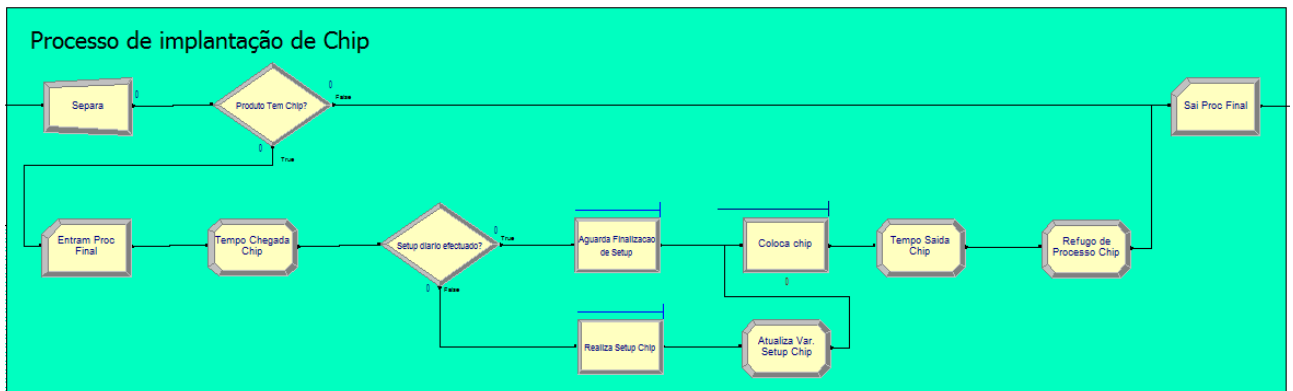 Processo de implantação de Chip
Separa
0
Produto Tem Chip?
0
False
0
True
Sai Proc Final
Entram Proc
Final
Tempo Chegada
Chip
Setup diario efectuado?
0
True
0
False
Aguarda Finalizacao
de Setup
Coloca chip
0
Tempo Saida
Chip
Refugo de
Processo Chip
Realiza Setup Chip
Atualiza Var.
Setup Chip